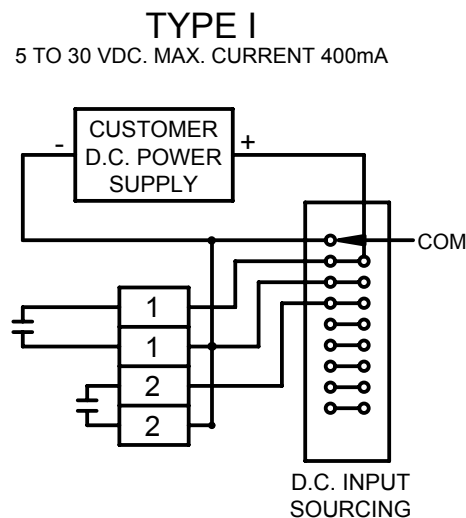 TYPE I
5 TO 30 VDC. MAX. CURRENT 400mA
- CUSTOMER +
D.C. POWER
SUPPLY
COM
1
1
2
2
D.C. INPUT
SOURCING